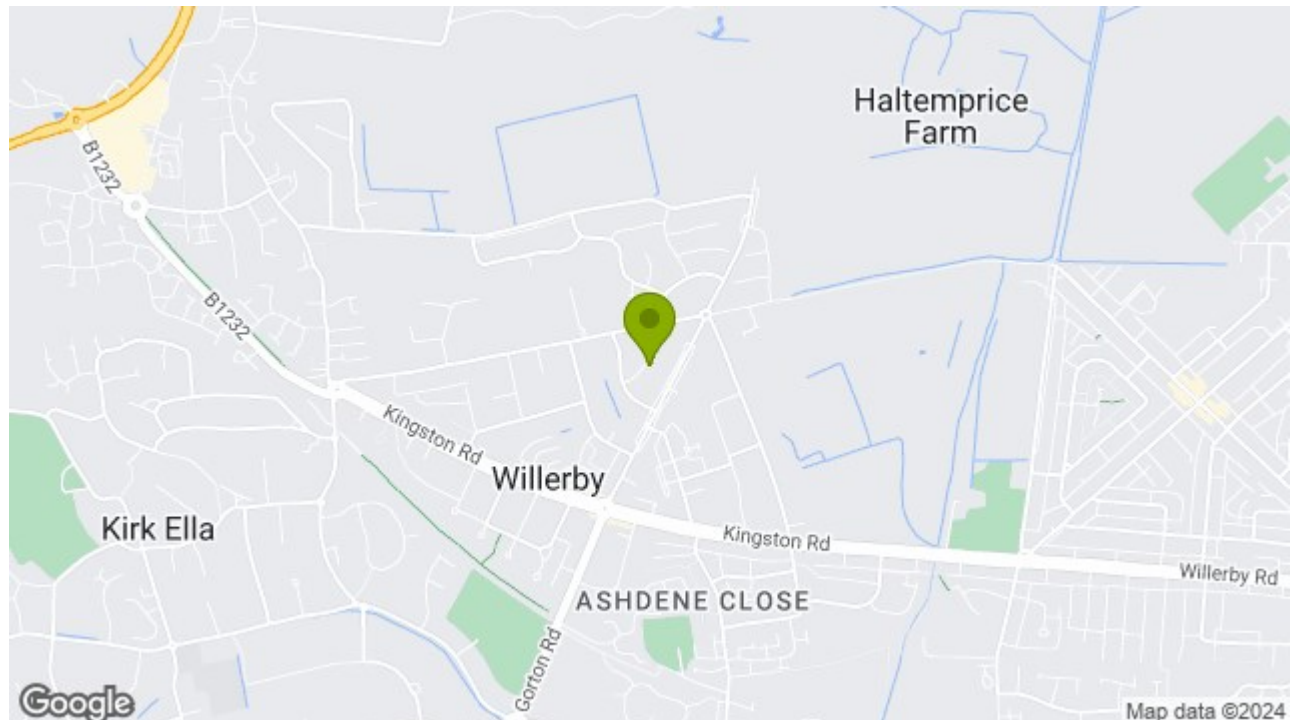 Haltemprice
Farm
B1232
B1232
Kingston Rd
Willerby
Kirk Ella
Kingston Rd
Willerby Rd
ASHDENE CLOSE
Gorton Rd
Google
Map data ©2024